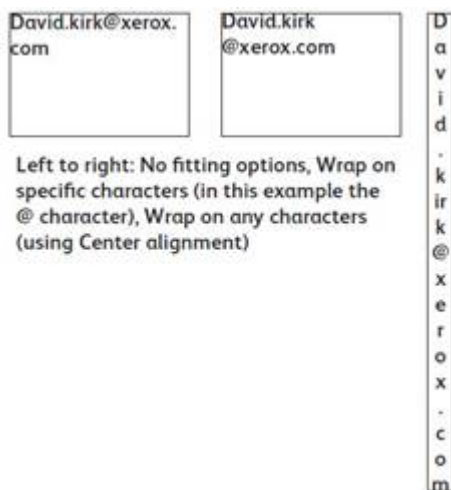 David.kirk@xerox.
com
David.kirk
@xerox.com
Left to right: No fitting options, Wrap on
specific characters (in this example the
@ character), Wrap on any characters
(using Center alignment)
D
a
v
i
d
.
k
ir
k
@
x
e
r
o
x
.
c
o
m